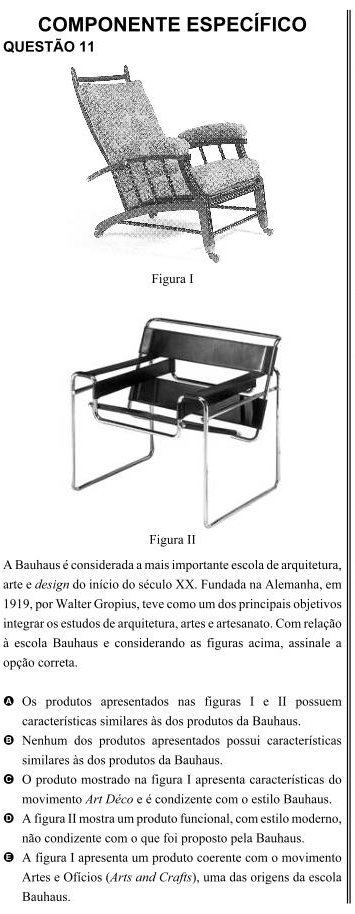 COMPONENTE ESPECÍFICO
QUESTÃO 11
Figura I
Figura II
A Bauhaus é considerada a mais importante escola de arquitetura,
arte e design do início do século XX. Fundada na Alemanha, em
1919, por Walter Gropius, teve como um dos principais objetivos
integrar os estudos de arquitetura, artes e artesanato. Com relação
à escola Bauhaus e considerando as figuras acima, assinale a
opção correta.
A Os produtos apresentados nas figuras I e II possuem
características similares às dos produtos da Bauhaus.
B Nenhum dos produtos apresentados possui características
similares às dos produtos da Bauhaus.
C O produto mostrado na figura I apresenta características do
movimento Art Déco e é condizente com o estilo Bauhaus.
D A figura II mostra um produto funcional, com estilo moderno,
não condizente com o que foi proposto pela Bauhaus.
E A figura I apresenta um produto coerente com o movimento
Artes e Ofícios (Arts and Crafts), uma das origens da escola
Bauhaus.